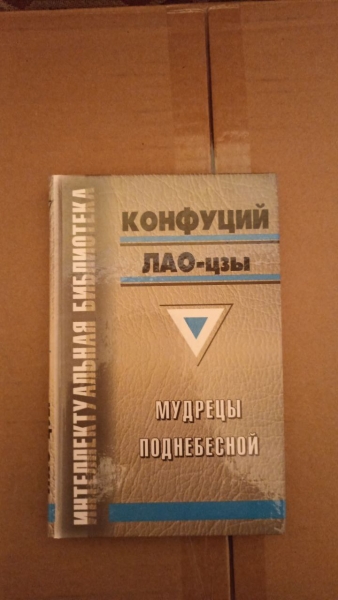 ИНТЕЛЛЕКТУАЛЬНАЯ БИБЛИОТЕКА
КОНФУЦИЙ
ЛАО-ЦЗЫ
МУДРЕЦЫ
ПОДНЕБЕСНОЙ